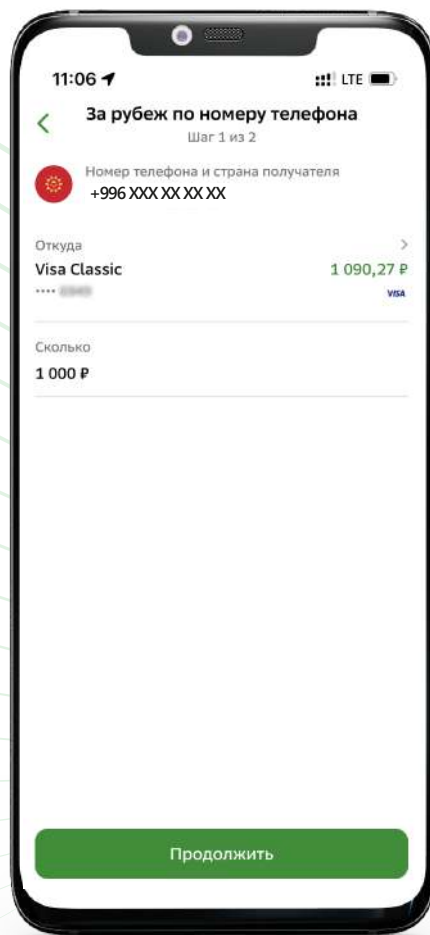 11:06
LTE
За рубеж по номеру телефона
Шаг 1 из 2
Номер телефона и страна получателя
+996 XXX XX XX XX
Откуда
Visa Classic
1 090,27 ₽
VISA
Сколько
1 000 ₽
Продолжить